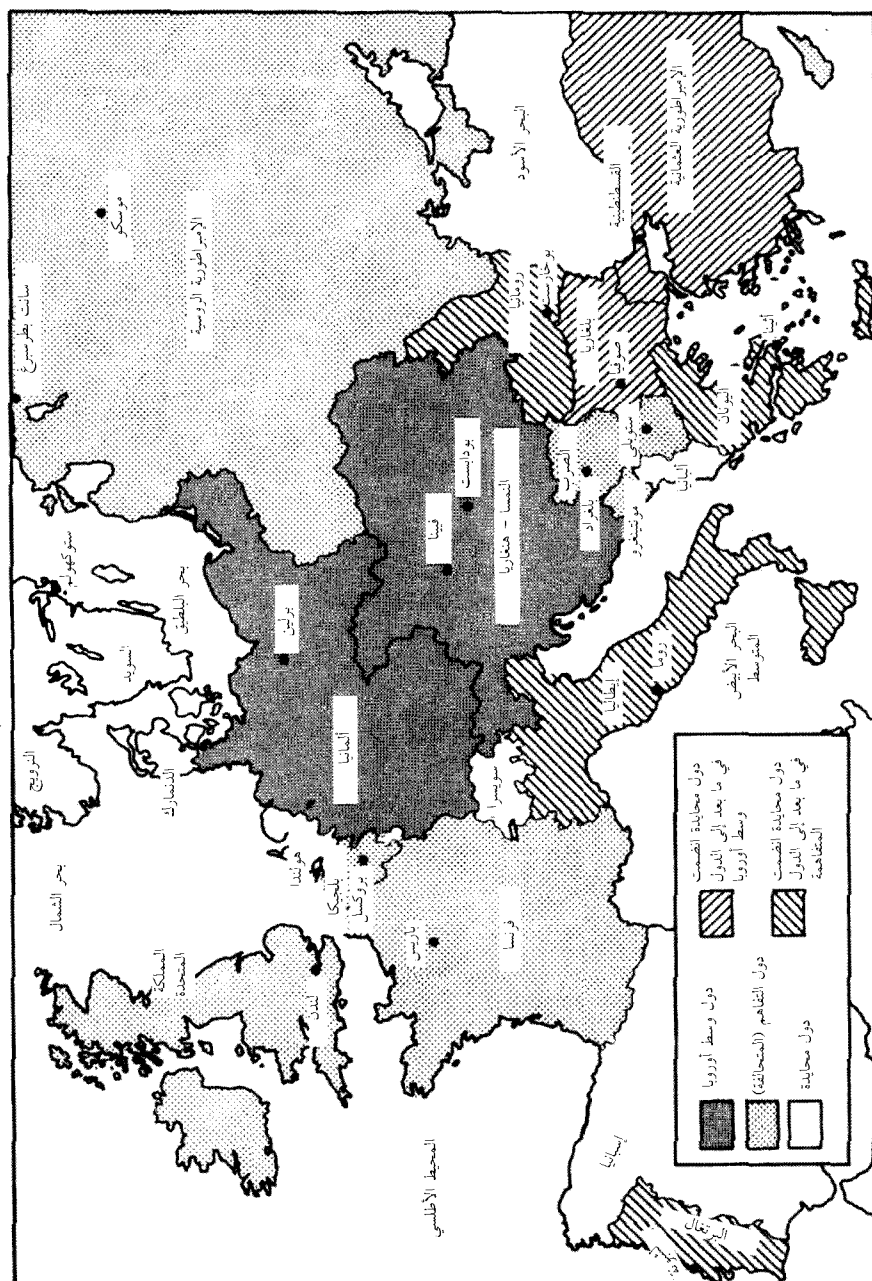 سانت بطرسبرغ
موسكو
الإمبراطورية الروسية
البحر الأسود
القسطنطينية
الإمبراطورية العثمانية
رومانيا
بوخارست
بلغاريا
صوفيا
أثينا
اليونان
ألبانيا
الصرب
بلغراد
مونتينغرو
بودابست
فينا
النمسا - هنغاريا
ستوكهولم
بحر البلطيق
السويد
النرويج
الدنمارك
برلين
ألمانيا
سويسرا
إيطاليا
روما
البحر الأبيض
المتوسط
بحر الشمال
هولندا
بلجيكا
بروكسل
باريس
فرنسا
المملكة
المتحدة
لندن
المحيط الأطلسي
إسبانيا
البرتغال
دول وسط أوروبا
دول التفاهم (المتحالفة)
دول محايدة
دول محايدة انضمت
في ما بعد إلى الدول
وسط أوروبا
دول محايدة انضمت
في ما بعد إلى الدول
المتفاهمة